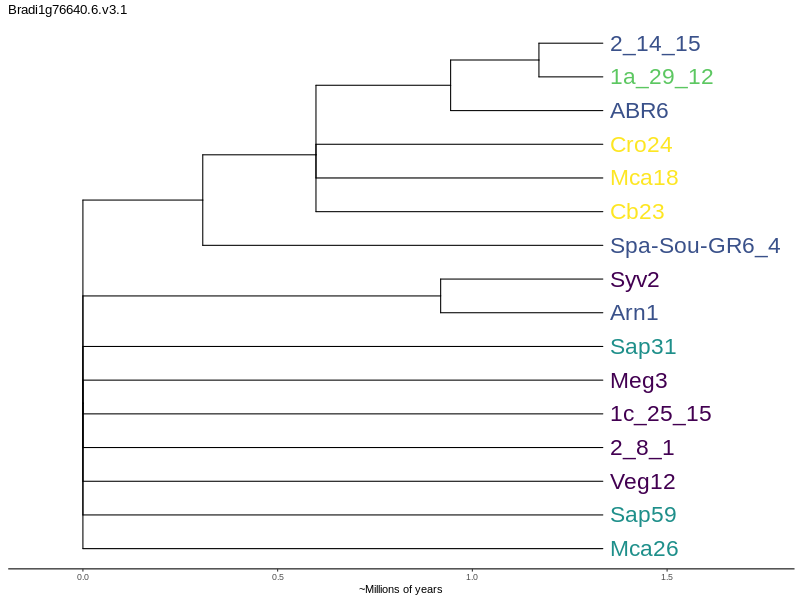 Bradi1g76640.6.v3.1
2_14_15
1a_29_12
ABR6
Cro24
Mca18
Cb23
Spa-Sou-GR6_4
Syv2
Arn1
Sap31
Meg3
1c_25_15
2_8_1
Veg12
Sap59
Mca26
0.0 0.5 1.0 1.5
~Millions of years